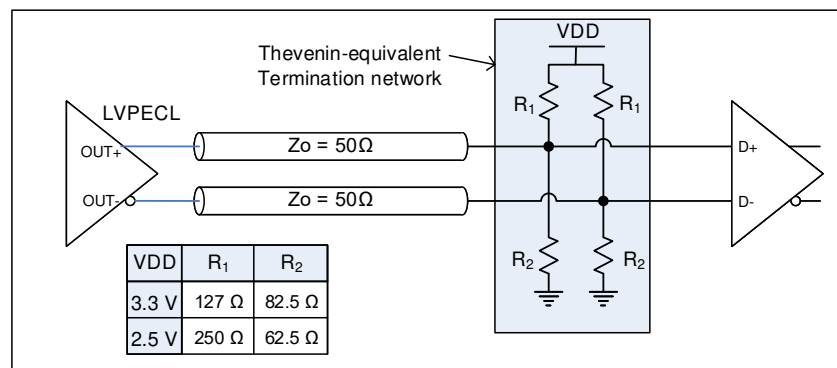 VDD
Thevenin-equivalent
Termination network
R₁ R₁
LVPECL
OUT+
Zo = 50Ω
D+
OUT-
Zo = 50Ω
D-
R₂ R₂
VDD R₁ R₂
3.3 V 127 Ω 82.5 Ω
2.5 V 250 Ω 62.5 Ω